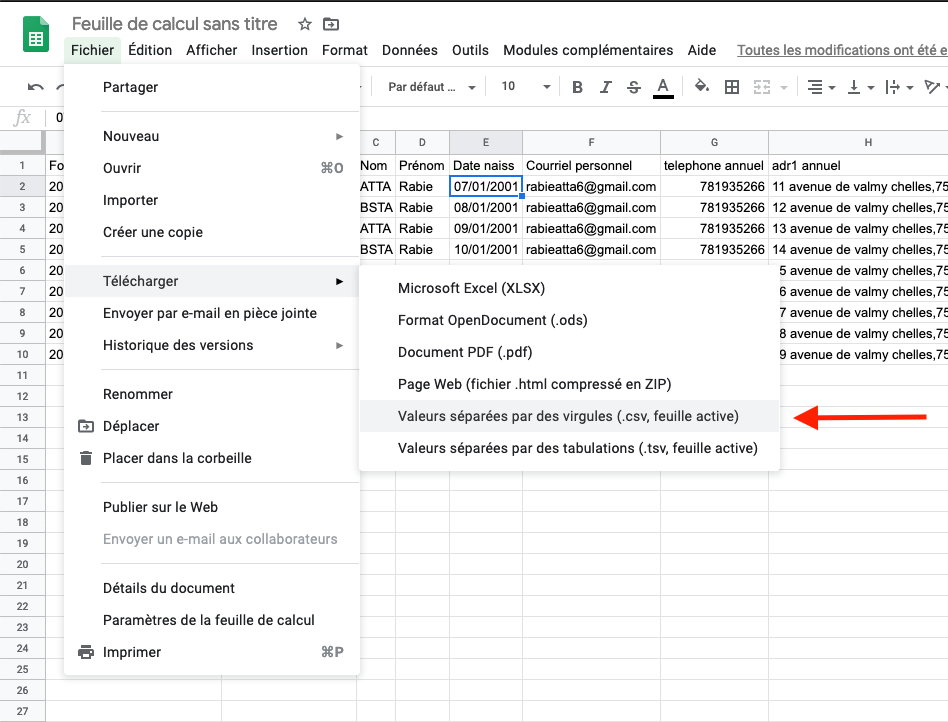 Feuille de calcul sans titre
Fichier Édition Afficher Insertion Format Données Outils Modules complémentaires Aide Toutes les modifications ont été e
Par défaut ... 10 B I S A
fx 0
C D E F G H
1 Fo Nom Prénom Date naiss Courriel personnel telephone annuel adr1 annuel
2 20 ATTA Rabie 07/01/2001 rabieatta6@gmail.com 781935266 11 avenue de valmy chelles,75
3 20 BSTA Rabie 08/01/2001 rabieatta6@gmail.com 781935266 12 avenue de valmy chelles,75
4 20 ATTA Rabie 09/01/2001 rabieatta6@gmail.com 781935266 13 avenue de valmy chelles,75
5 20 BSTA Rabie 10/01/2001 rabieatta6@gmail.com 781935266 14 avenue de valmy chelles,75
6 20 5 avenue de valmy chelles,75
7 20 6 avenue de valmy chelles,75
8 20 7 avenue de valmy chelles,75
9 20 8 avenue de valmy chelles,75
10 20 9 avenue de valmy chelles,75
11
12
13
14
15
16
17
18
19
20
21
22
23
24
25
26
27
Partager
Nouveau
Ouvrir ⌘O
Importer
Créer une copie
Télécharger
Envoyer par e-mail en pièce jointe
Historique des versions
Renommer
Déplacer
Placer dans la corbeille
Publier sur le Web
Envoyer un e-mail aux collaborateurs
Détails du document
Paramètres de la feuille de calcul
Imprimer ⌘P
Microsoft Excel (XLSX)
Format OpenDocument (.ods)
Document PDF (.pdf)
Page Web (fichier .html compressé en ZIP)
Valeurs séparées par des virgules (.csv, feuille active)
Valeurs séparées par des tabulations (.tsv, feuille active)